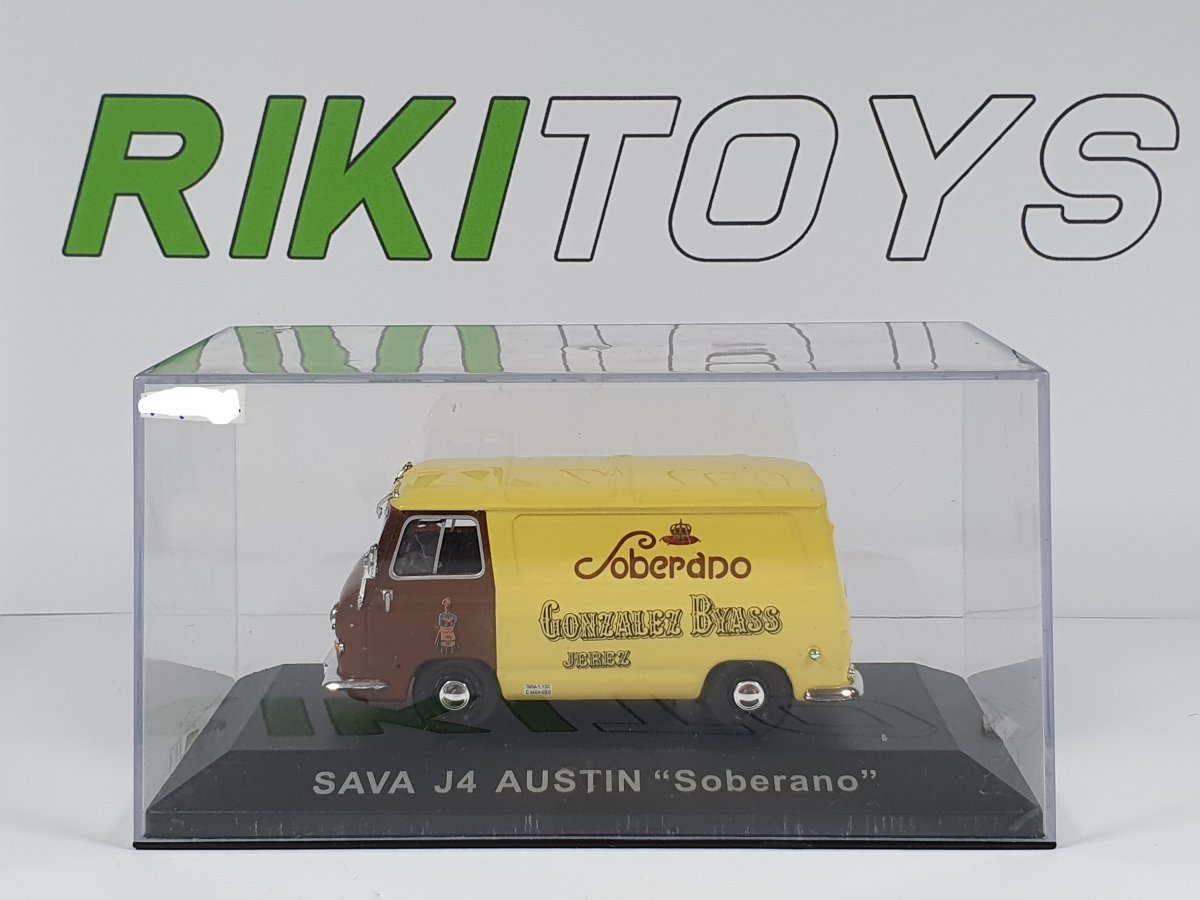 RIKITOYS
Soberano
GONZALEZ BYASS
JEREZ
SAVA J4 AUSTIN “Soberano”